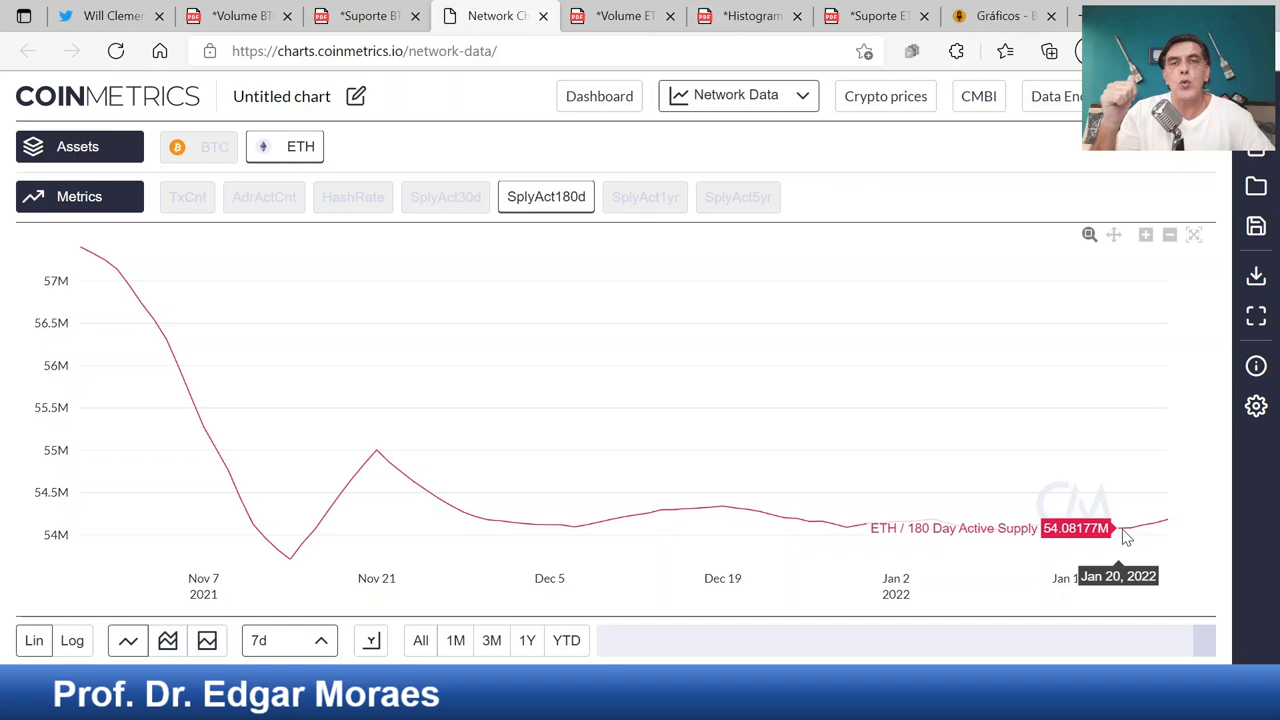 Will Clemen
*Volume BT
*Suporte BT
Network Ch
*Volume ET
*Histogram
*Suporte ET
Gráficos - B
https://charts.coinmetrics.io/network-data/
COINMETRICS
Untitled chart
Dashboard
Network Data
Crypto prices
CMBI
Data En
Assets
BTC
ETH
Metrics
TxCnt
AdrActCnt
HashRate
SplyAct30d
SplyAct180d
SplyAct1yr
SplyAct5yr
57M
56.5M
56M
55.5M
55M
54.5M
54M
CM
ETH / 180 Day Active Supply 54.08177M
Nov 7
2021
Nov 21
Dec 5
Dec 19
Jan 2
2022
Jan 1
Jan 20, 2022
Lin
Log
7d
All
1M
3M
1Y
YTD
Prof. Dr. Edgar Moraes